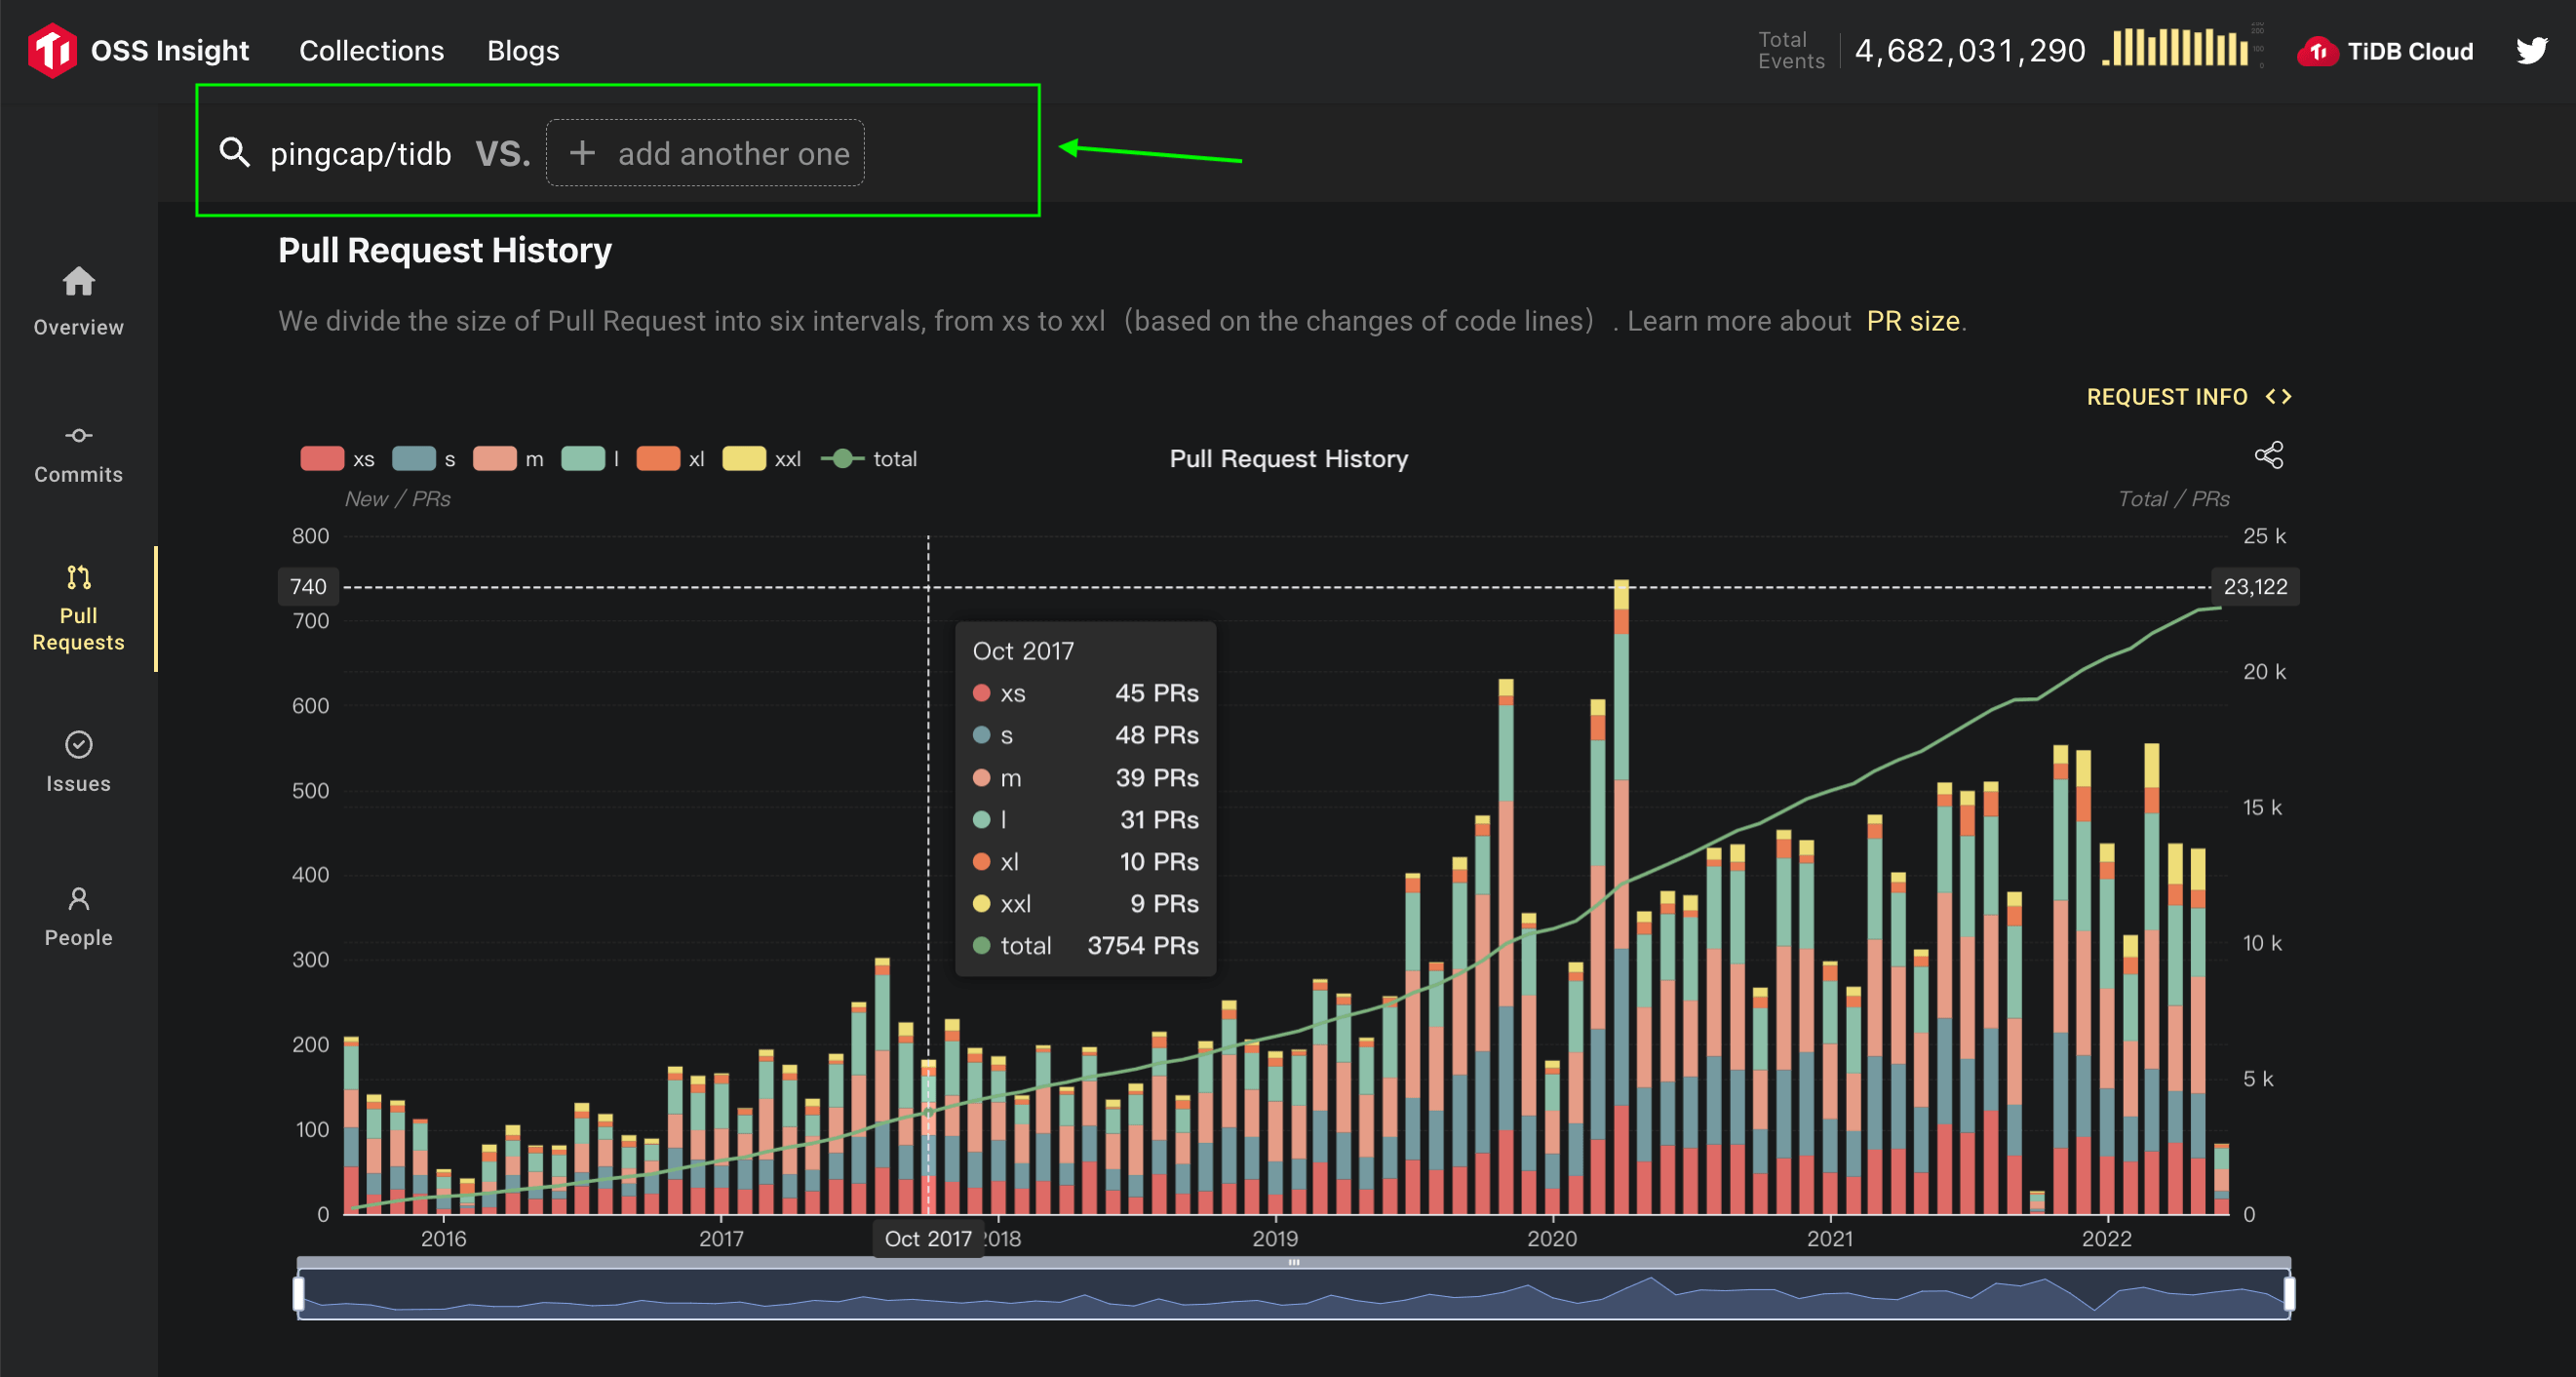 OSS Insight Collections Blogs Total Events 4,682,031,290 TiDB Cloud
pingcap/tidb VS. + add another one
Pull Request History
We divide the size of Pull Request into six intervals, from xs to xxl（based on the changes of code lines）. Learn more about PR size.
REQUEST INFO <>
xs s m l xl xxl total
Pull Request History
New / PRs
Total / PRs
800
740
700
600
500
400
300
200
100
0
25 k
23,122
20 k
15 k
10 k
5 k
0
Oct 2017
xs 45 PRs
s 48 PRs
m 39 PRs
l 31 PRs
xl 10 PRs
xxl 9 PRs
total 3754 PRs
2016 2017 Oct 2017 2018 2019 2020 2021 2022
Overview
Commits
Pull
Requests
Issues
People